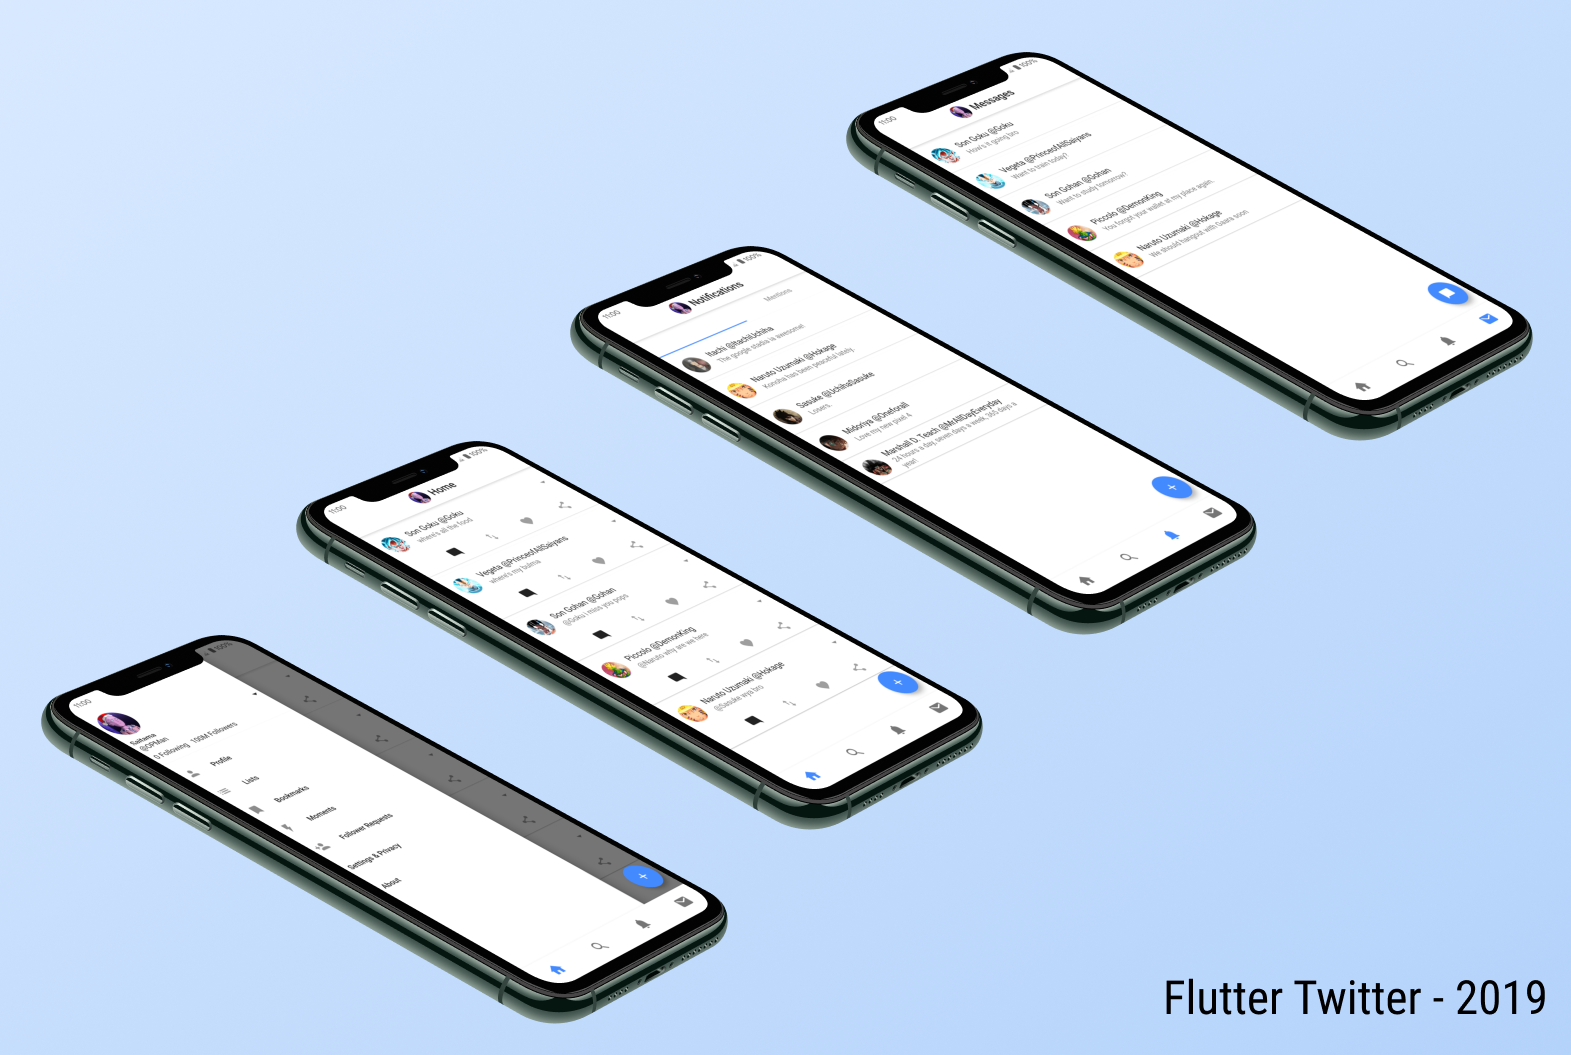 11:00
100%
Messages
Son Goku @Goku
How's it going bro
Vegeta @PrinceofAllSaiyans
Want to train today?
Son Gohan @Gohan
Want to study tomorrow?
Piccolo @DemonKing
You forgot your wallet at my place again.
Naruto Uzumaki @Hokage
We should hangout with Gaara soon
11:00
100%
Notifications
Mentions
Itachi @ItachiUchiha
The google stadia is awesome!
Naruto Uzumaki @Hokage
Konoha has been peaceful lately.
Sasuke @UchihaSasuke
Losers.
Midoriya @Oneforall
Love my new pixel 4
Marshall D. Teach @MrAllDayEveryday
24 hours a day, seven days a week, 365 days a
year!
11:00
100%
Home
Son Goku @Goku
where's all the food
Vegeta @PrinceofAllSaiyans
where's my bulma
Son Gohan @Gohan
@Goku i miss you pops
Piccolo @DemonKing
@Naruto why are we here
Naruto Uzumaki @Hokage
@Sasuke wya bro
11:00
100%
Saitama
@OPMan
0 Following 100M Followers
Profile
Lists
Bookmarks
Moments
Follower Requests
Settings & Privacy
About
Flutter Twitter - 2019